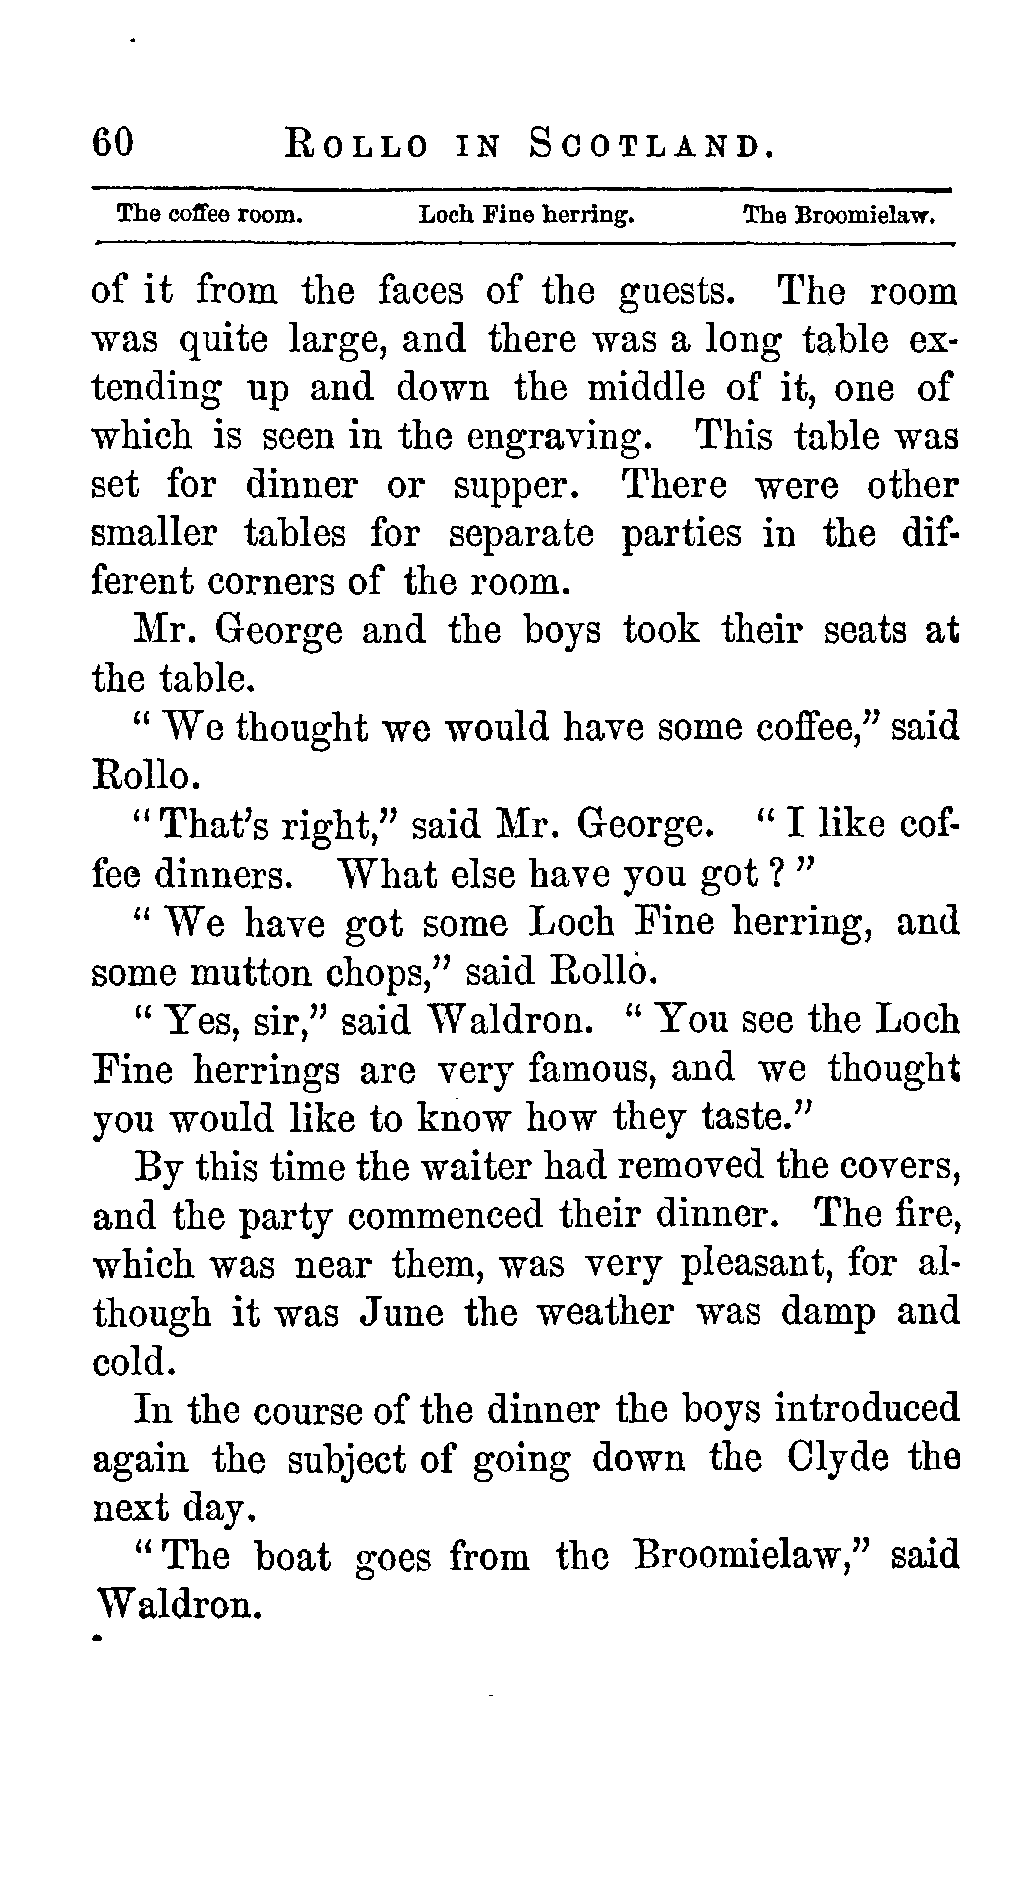 60 ROLLO IN SCOTLAND.
The coffee room. Loch Fine herring. The Broomielaw.
of it from the faces of the guests. The room
was quite large, and there was a long table ex-
tending up and down the middle of it, one of
which is seen in the engraving. This table was
set for dinner or supper. There were other
smaller tables for separate parties in the dif-
ferent corners of the room.
Mr. George and the boys took their seats at
the table.
“ We thought we would have some coffee,” said
Rollo.
“ That's right,” said Mr. George. “ I like cof-
fee dinners. What else have you got ? ”
“ We have got some Loch Fine herring, and
some mutton chops,” said Rollo.
“ Yes, sir,” said Waldron. “ You see the Loch
Fine herrings are very famous, and we thought
you would like to know how they taste.”
By this time the waiter had removed the covers,
and the party commenced their dinner. The fire,
which was near them, was very pleasant, for al-
though it was June the weather was damp and
cold.
In the course of the dinner the boys introduced
again the subject of going down the Clyde the
next day.
“ The boat goes from the Broomielaw,” said
Waldron.